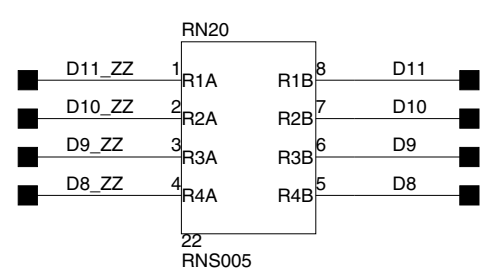 RN20
D11_ZZ 1 R1A R1B 8 D11
D10_ZZ 2 R2A R2B 7 D10
D9_ZZ 3 R3A R3B 6 D9
D8_ZZ 4 R4A R4B 5 D8
22
RNS005